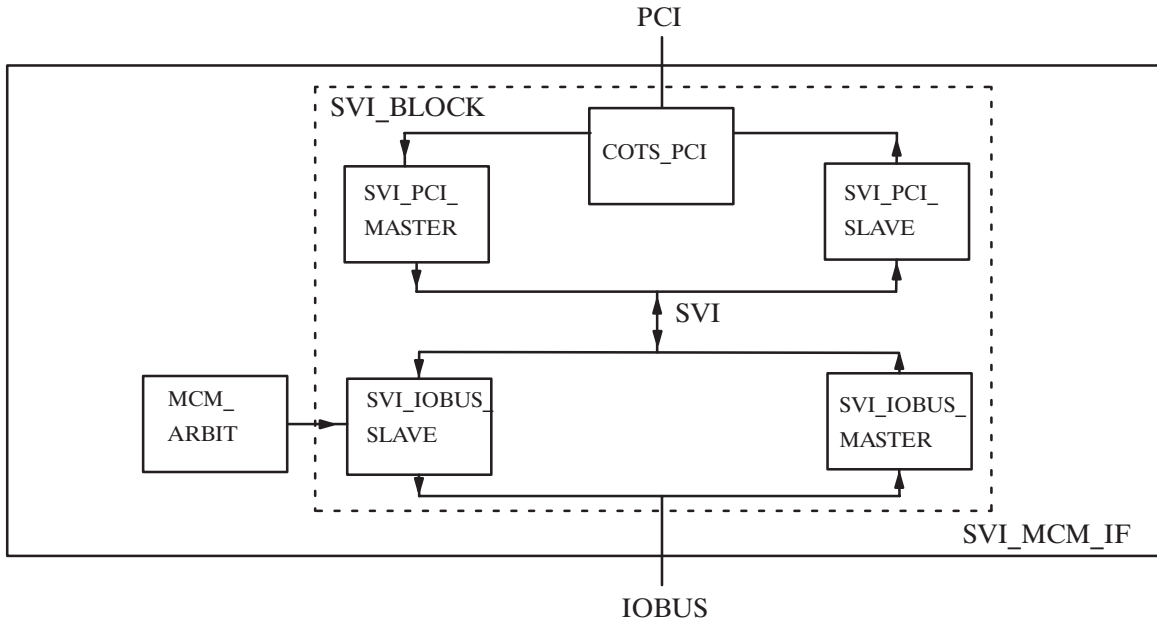 PCI
SVI_BLOCK
COTS_PCI
SVI_PCI_
MASTER
SVI_PCI_
SLAVE
SVI
MCM_
ARBIT
SVI_IOBUS_
SLAVE
SVI_IOBUS_
MASTER
SVI_MCM_IF
IOBUS